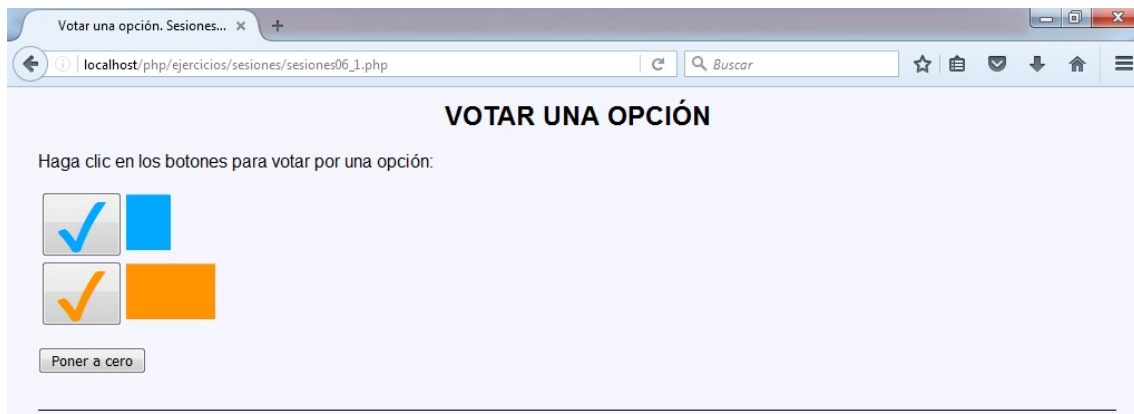 Votar una opción. Sesiones...
localhost/php/ejercicios/sesiones/sesiones06_1.php
Buscar
VOTAR UNA OPCIÓN
Haga clic en los botones para votar por una opción:
Poner a cero